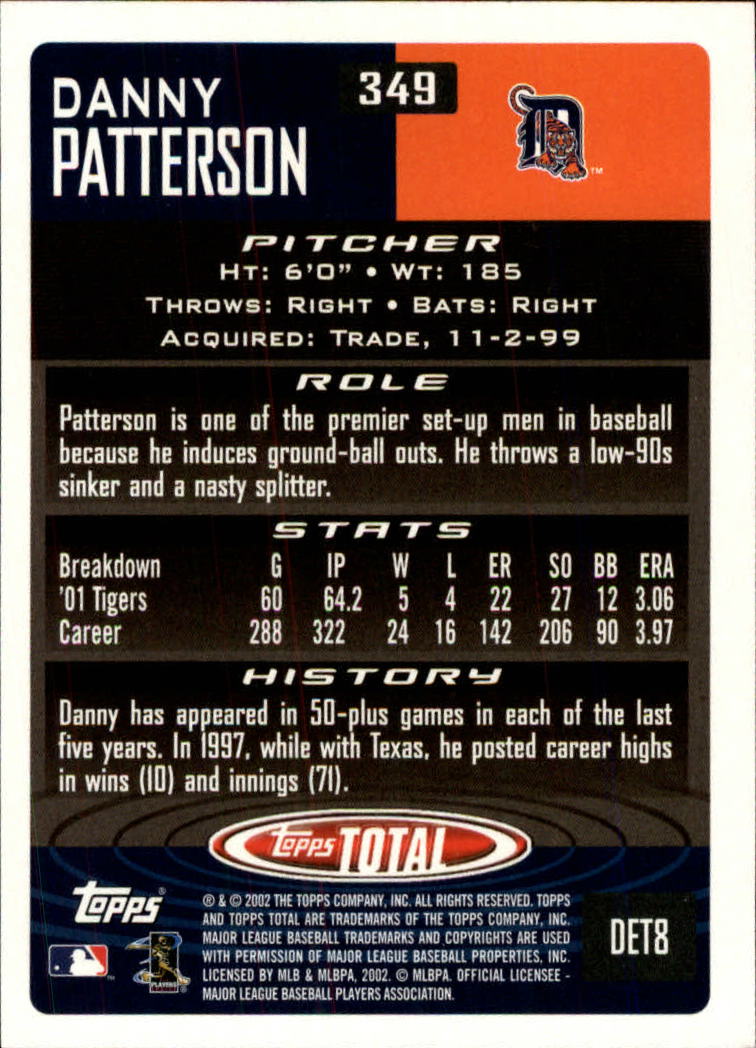 DANNY
PATTERSON
349
D
TM
PITCHER
HT: 6'0" • WT: 185
THROWS: RIGHT • BATS: RIGHT
ACQUIRED: TRADE, 11-2-99
ROLE
Patterson is one of the premier set-up men in baseball
because he induces ground-ball outs. He throws a low-90s
sinker and a nasty splitter.
STATS
Breakdown G IP W L ER SO BB ERA
'01 Tigers 60 64.2 5 4 22 27 12 3.06
Career 288 322 24 16 142 206 90 3.97
HISTORY
Danny has appeared in 50-plus games in each of the last
five years. In 1997, while with Texas, he posted career highs
in wins (10) and innings (71).
Topps TOTAL
Topps®
® & © 2002 THE TOPPS COMPANY, INC. ALL RIGHTS RESERVED. TOPPS
AND TOPPS TOTAL ARE TRADEMARKS OF THE TOPPS COMPANY, INC.
MAJOR LEAGUE BASEBALL TRADEMARKS AND COPYRIGHTS ARE USED
WITH PERMISSION OF MAJOR LEAGUE BASEBALL PROPERTIES, INC.
LICENSED BY MLB & MLBPA, 2002. © MLBPA. OFFICIAL LICENSEE -
MAJOR LEAGUE BASEBALL PLAYERS ASSOCIATION.
PLAYERS
DET8